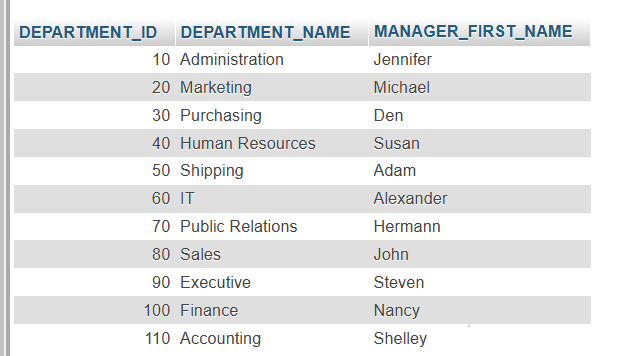 DEPARTMENT_ID DEPARTMENT_NAME MANAGER_FIRST_NAME
10 Administration Jennifer
20 Marketing Michael
30 Purchasing Den
40 Human Resources Susan
50 Shipping Adam
60 IT Alexander
70 Public Relations Hermann
80 Sales John
90 Executive Steven
100 Finance Nancy
110 Accounting Shelley